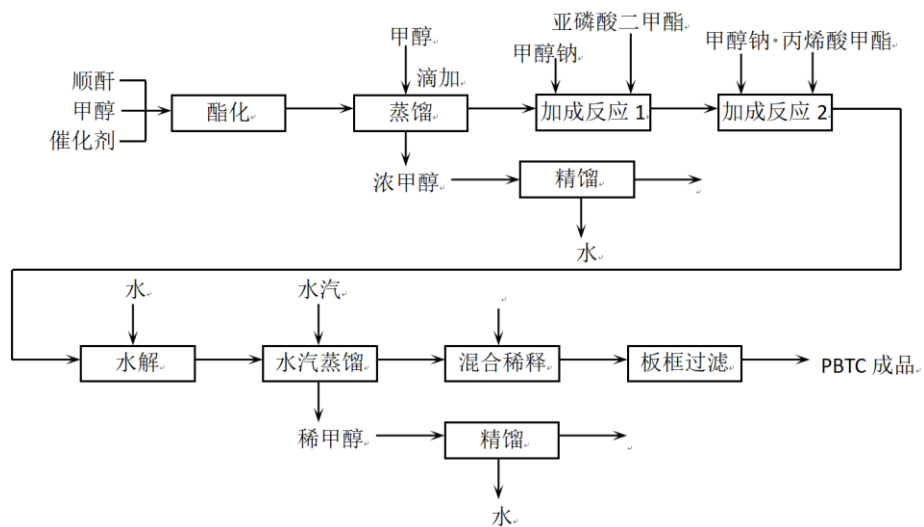 亚磷酸二甲酯
甲醇
甲醇钠
甲醇钠·丙烯酸甲酯
顺酐
滴加
甲醇
酯化
蒸馏
加成反应 1
加成反应 2
催化剂
浓甲醇
精馏
水
水
水汽
水解
水汽蒸馏
混合稀释
板框过滤
PBTC 成品
稀甲醇
精馏
水